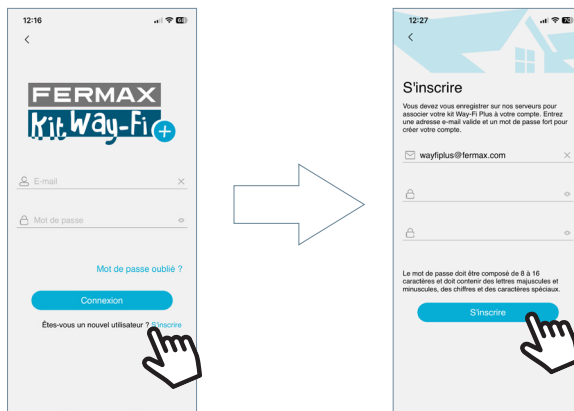 12:16
FERMAX
Kit Way-Fi+
E-mail
Mot de passe
Mot de passe oublié ?
Connexion
Êtes-vous un nouvel utilisateur ? S'inscrire
12:27
S'inscrire
Vous devez vous enregistrer sur nos serveurs pour
associer votre kit Way-Fi Plus à votre compte. Entrez
une adresse e-mail valide et un mot de passe fort pour
créer votre compte.
wayfiplus@fermax.com
Le mot de passe doit être composé de 8 à 16
caractères et doit contenir des lettres majuscules et
minuscules, des chiffres et des caractères spéciaux.
S'inscrire